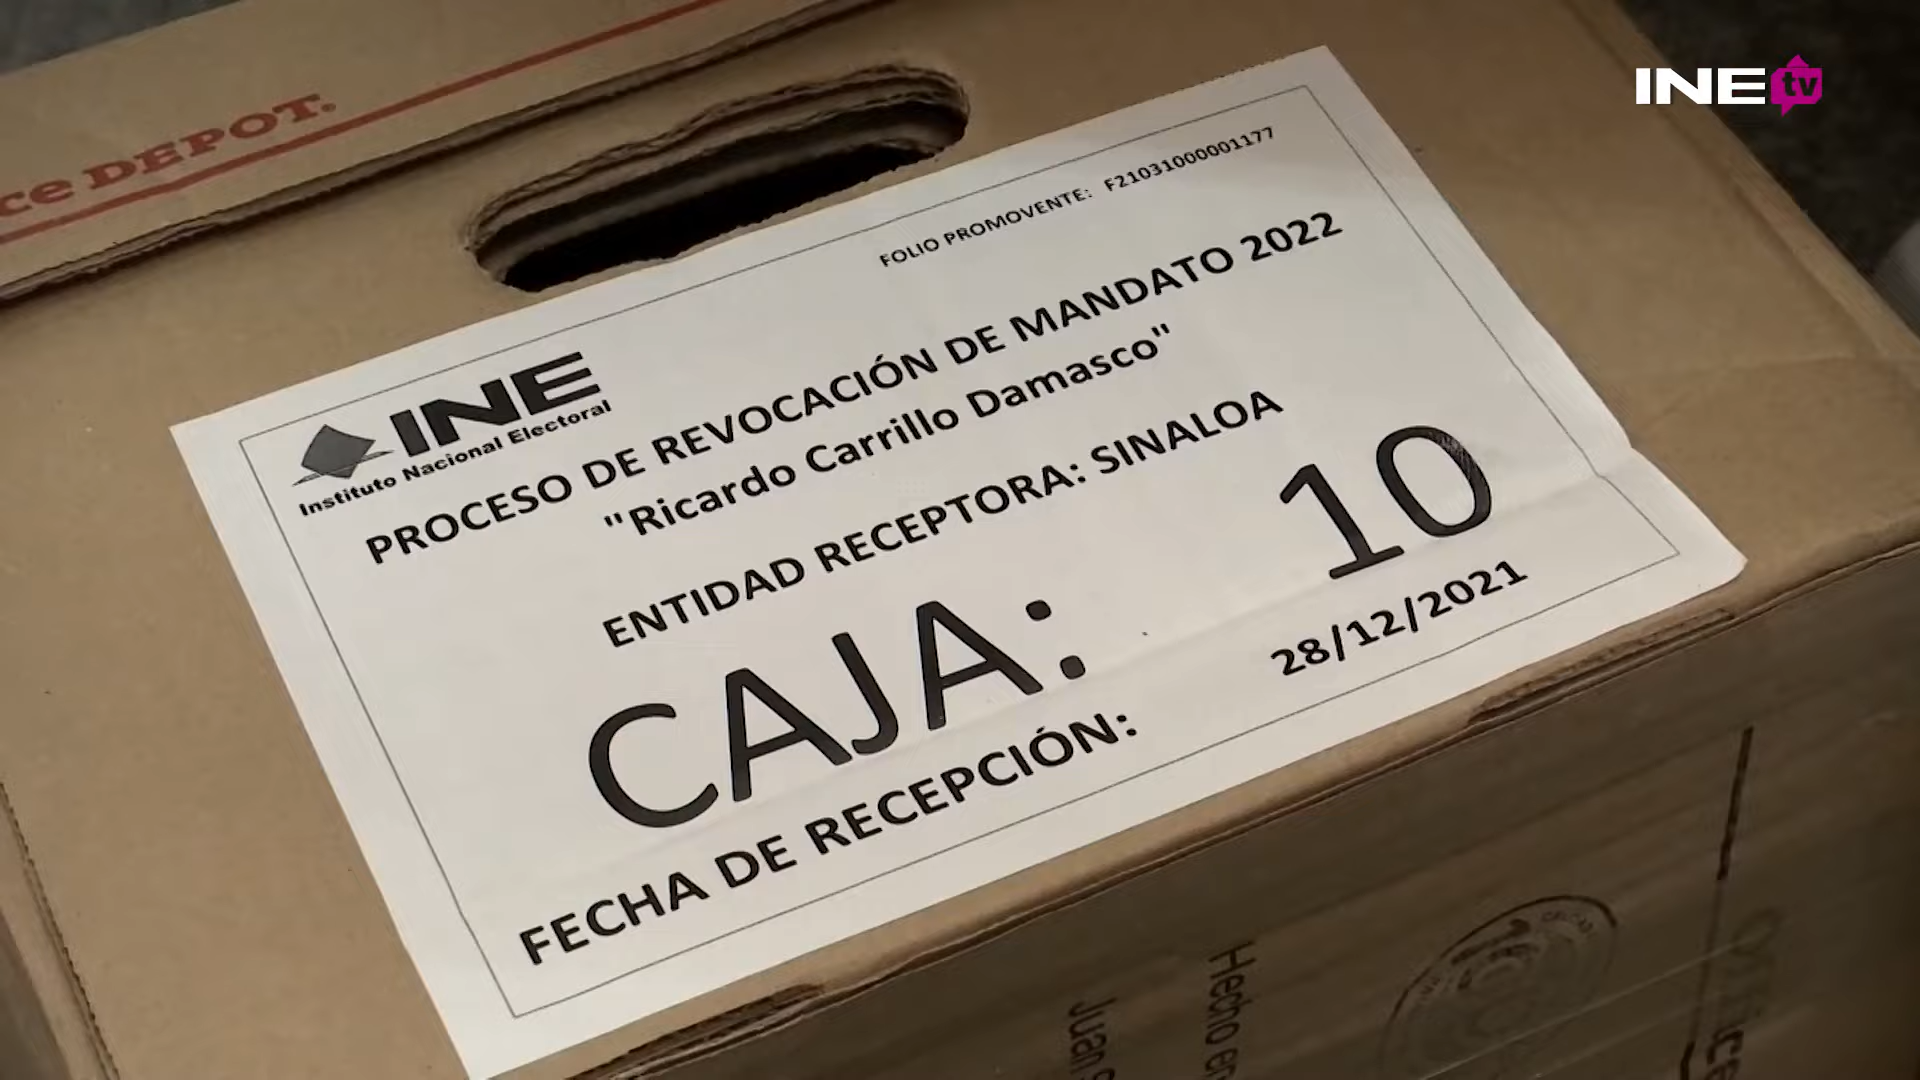 INE tv
ce DEPOT.
FOLIO PROMOVENTE: F21031000001177
INE
Instituto Nacional Electoral
PROCESO DE REVOCACIÓN DE MANDATO 2022
"Ricardo Carrillo Damasco"
ENTIDAD RECEPTORA: SINALOA
CAJA: 10
FECHA DE RECEPCIÓN: 28/12/2021
Hecho en
Juan